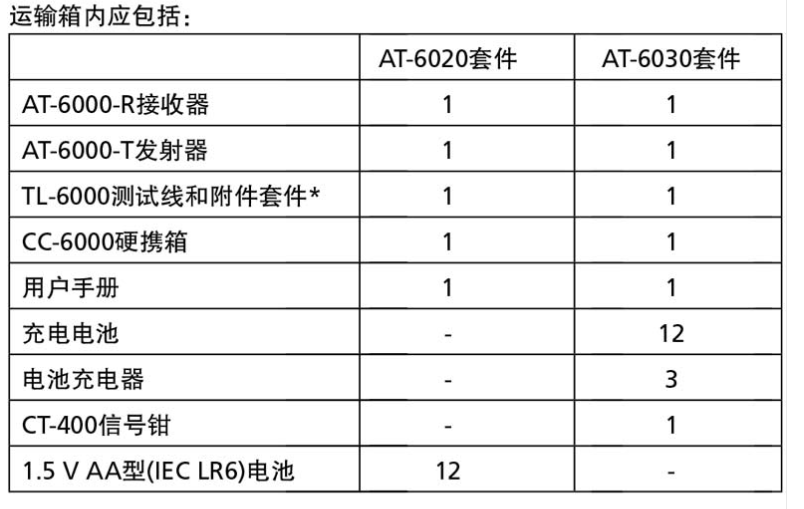 运输箱内应包括:
AT-6020套件 AT-6030套件
AT-6000-R接收器 1 1
AT-6000-T发射器 1 1
TL-6000测试线和附件套件* 1 1
CC-6000硬携箱 1 1
用户手册 1 1
充电电池 - 12
电池充电器 - 3
CT-400信号钳 - 1
1.5 V AA型(IEC LR6)电池 12 -